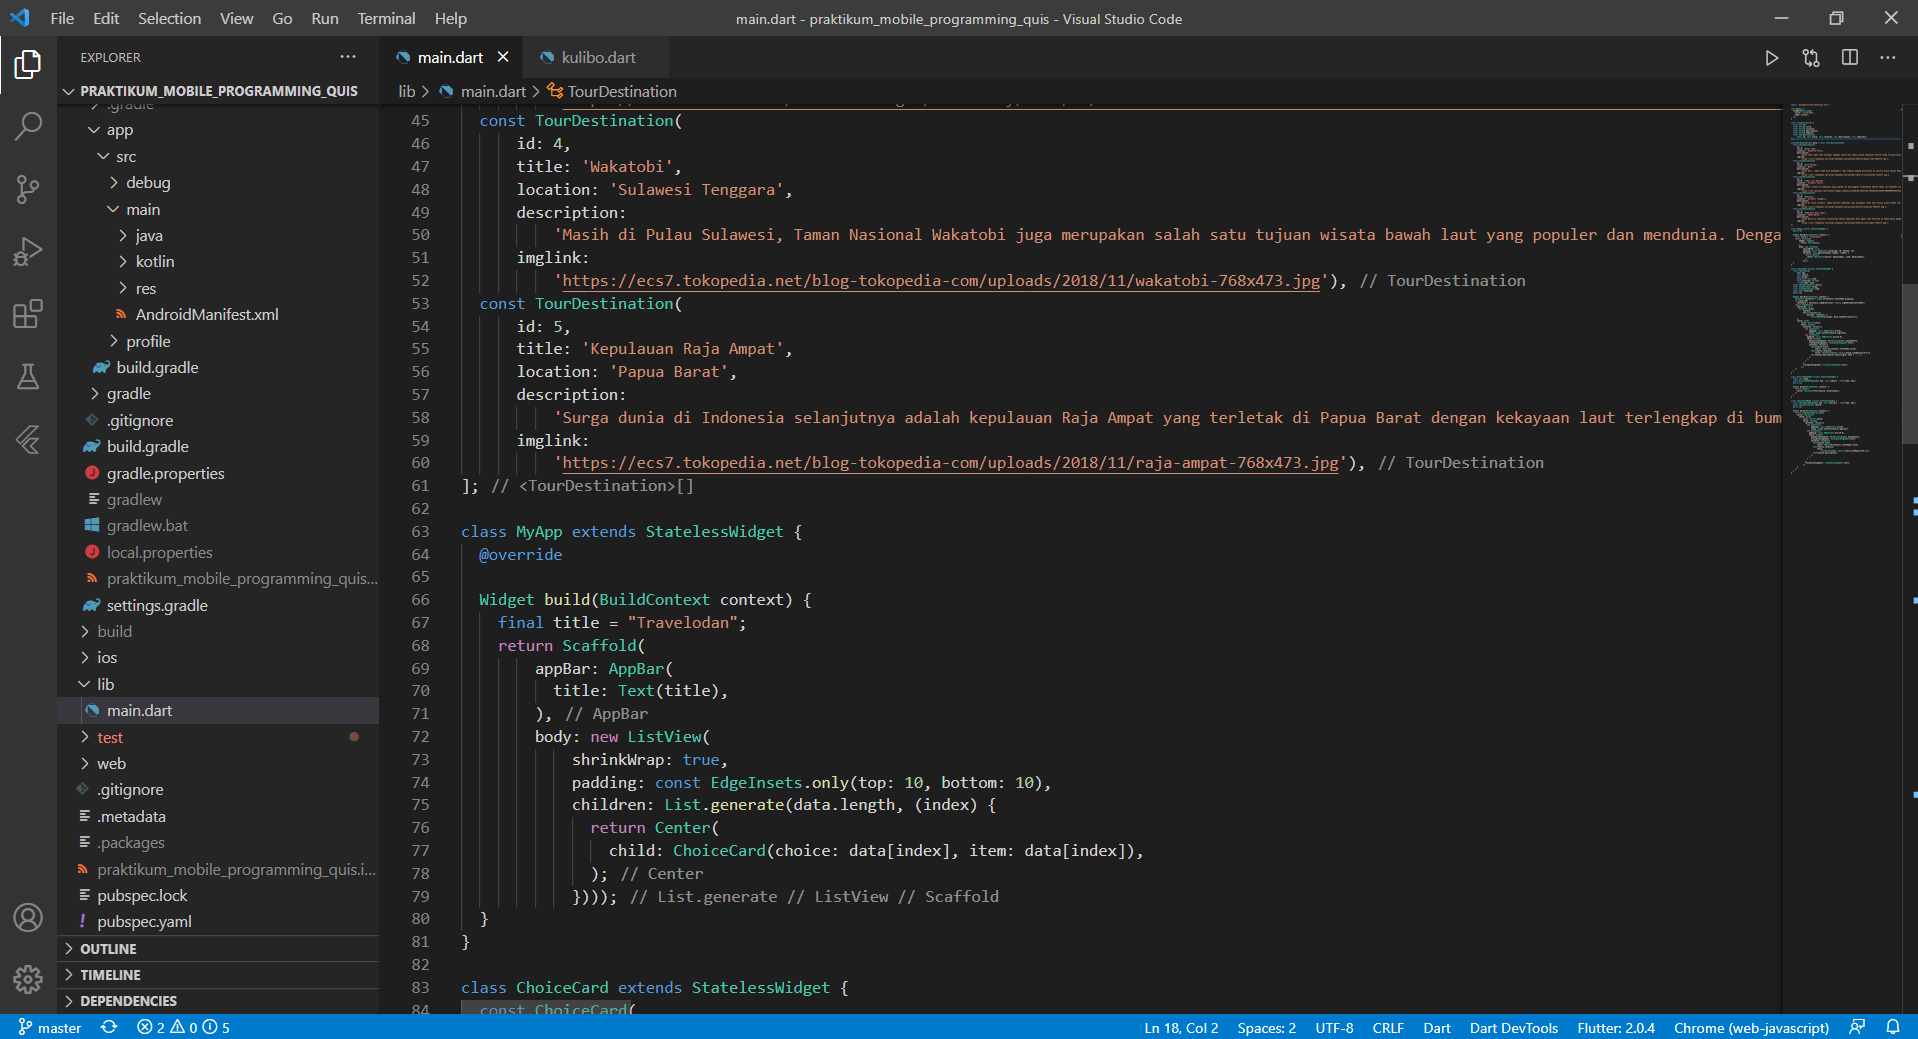 File Edit Selection View Go Run Terminal Help
main.dart - praktikum_mobile_programming_quis - Visual Studio Code
EXPLORER
PRAKTIKUM_MOBILE_PROGRAMMING_QUIS
.gradle
app
src
debug
main
java
kotlin
res
AndroidManifest.xml
profile
build.gradle
gradle
.gitignore
build.gradle
gradle.properties
gradlew
gradlew.bat
local.properties
praktikum_mobile_programming_quis...
settings.gradle
build
ios
lib
main.dart
test
web
.gitignore
.metadata
.packages
praktikum_mobile_programming_quis.i...
pubspec.lock
pubspec.yaml
OUTLINE
TIMELINE
DEPENDENCIES
main.dart kulibo.dart
lib > main.dart > TourDestination
45 const TourDestination(
46 id: 4,
47 title: 'Wakatobi',
48 location: 'Sulawesi Tenggara',
49 description:
50 'Masih di Pulau Sulawesi, Taman Nasional Wakatobi juga merupakan salah satu tujuan wisata bawah laut yang populer dan mendunia. Denga
51 imglink:
52 'https://ecs7.tokopedia.net/blog-tokopedia-com/uploads/2018/11/wakatobi-768x473.jpg'), // TourDestination
53 const TourDestination(
54 id: 5,
55 title: 'Kepulauan Raja Ampat',
56 location: 'Papua Barat',
57 description:
58 'Surga dunia di Indonesia selanjutnya adalah kepulauan Raja Ampat yang terletak di Papua Barat dengan kekayaan laut terlengkap di bum
59 imglink:
60 'https://ecs7.tokopedia.net/blog-tokopedia-com/uploads/2018/11/raja-ampat-768x473.jpg'), // TourDestination
61 ]; // <TourDestination>[]
62
63 class MyApp extends StatelessWidget {
64 @override
65
66 Widget build(BuildContext context) {
67 final title = "Travelodan";
68 return Scaffold(
69 appBar: AppBar(
70 title: Text(title),
71 ), // AppBar
72 body: new ListView(
73 shrinkWrap: true,
74 padding: const EdgeInsets.only(top: 10, bottom: 10),
75 children: List.generate(data.length, (index) {
76 return Center(
77 child: ChoiceCard(choice: data[index], item: data[index]),
78 ); // Center
79 }))); // List.generate // ListView // Scaffold
80 }
81 }
82
83 class ChoiceCard extends StatelessWidget {
84 const ChoiceCard(
master 2 0 5
Ln 18, Col 2 Spaces: 2 UTF-8 CRLF Dart Dart DevTools Flutter: 2.0.4 Chrome (web-javascript)